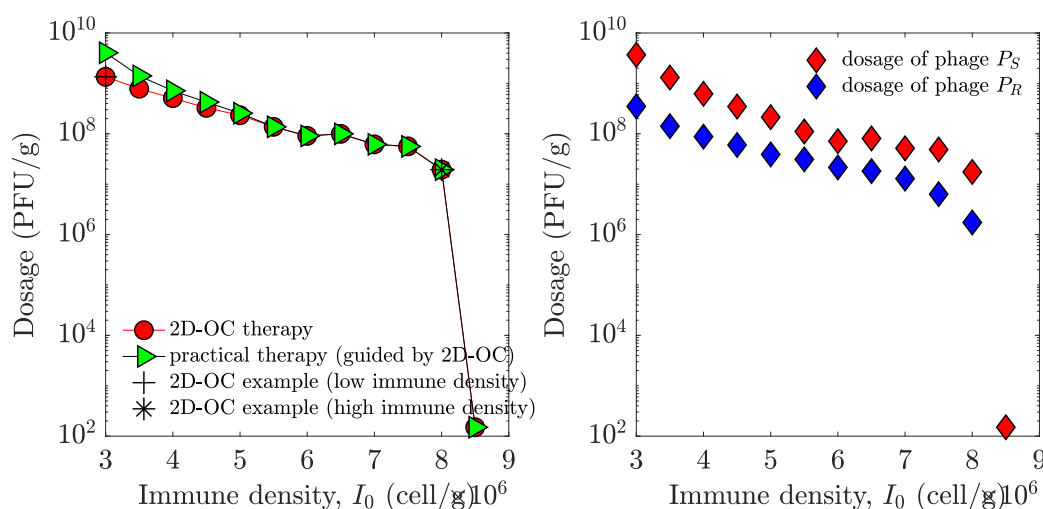 10^10
10^8
10^6
10^4
10^2
Dosage (PFU/g)
2D-OC therapy
practical therapy (guided by 2D-OC)
2D-OC example (low immune density)
2D-OC example (high immune density)
3 4 5 6 7 8 9
Immune density, I_0 (cell/g) ×10^6
10^10
10^8
10^6
10^4
10^2
Dosage (PFU/g)
dosage of phage P_S
dosage of phage P_R
3 4 5 6 7 8 9
Immune density, I_0 (cell/g) ×10^6